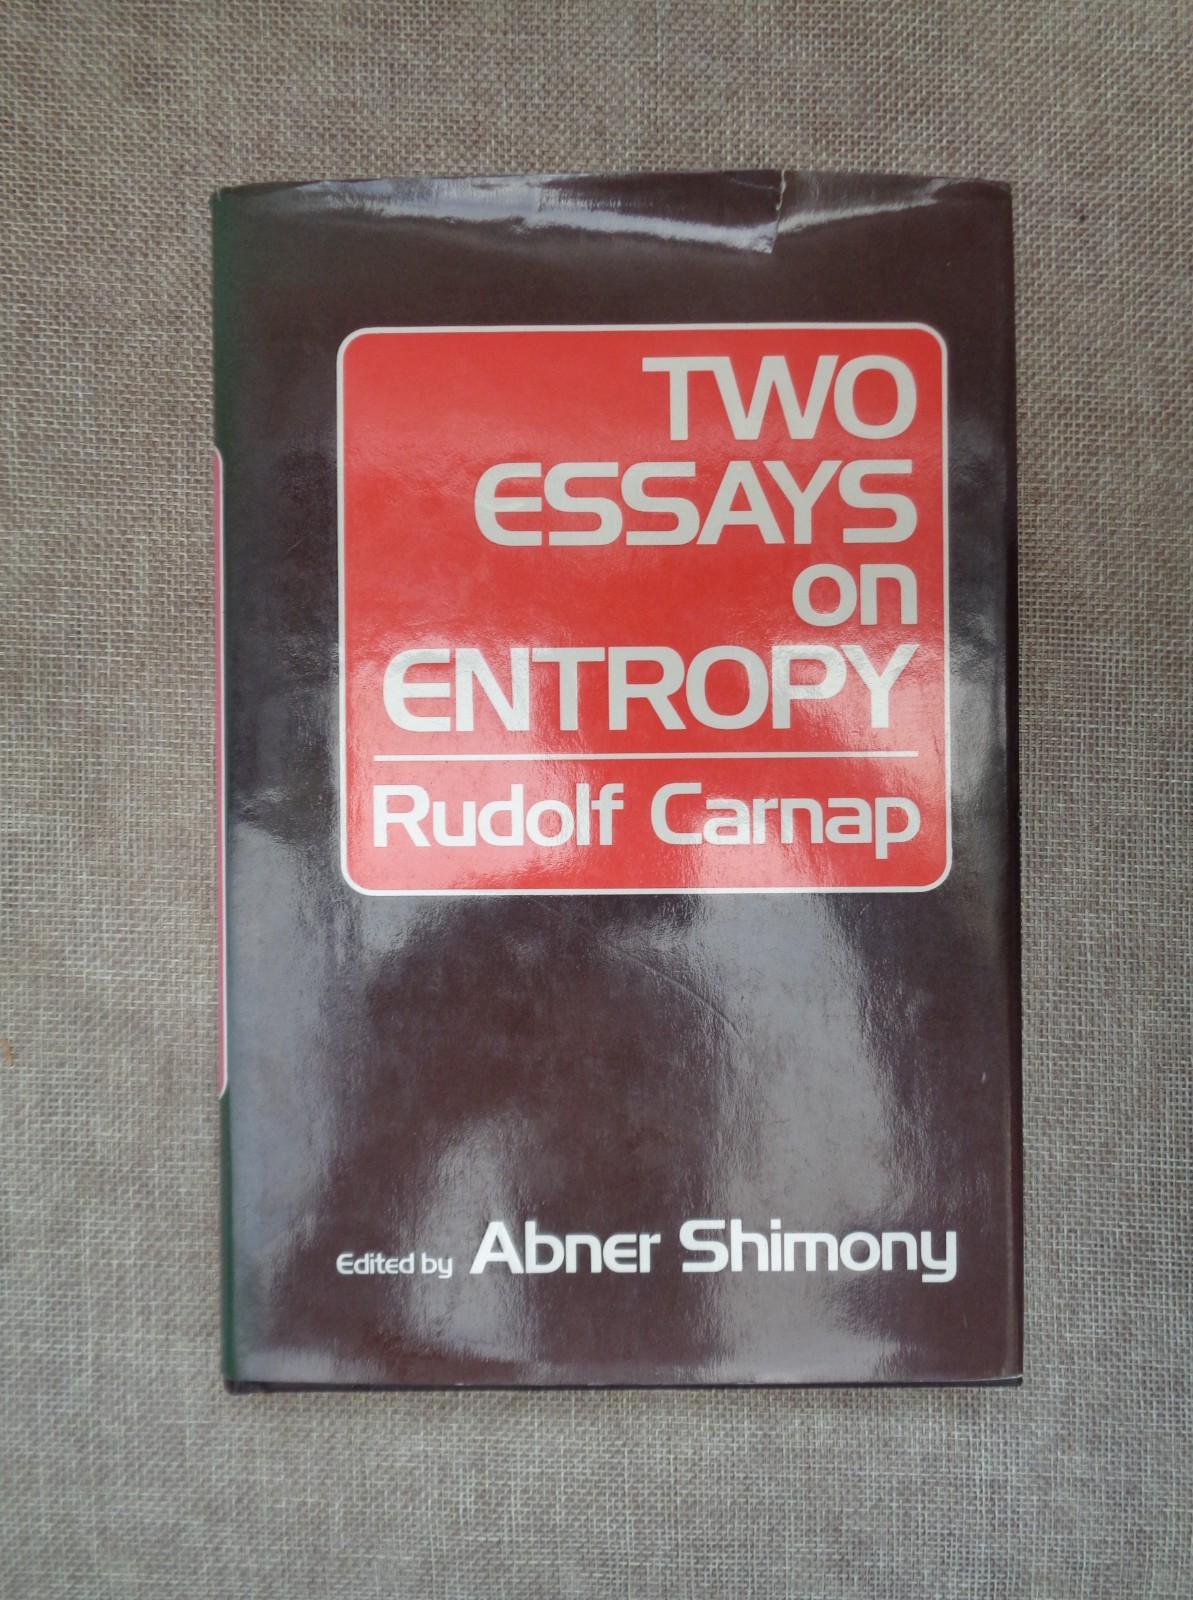 TWO
ESSAYS
on
ENTROPY
Rudolf Carnap
Edited by Abner Shimony